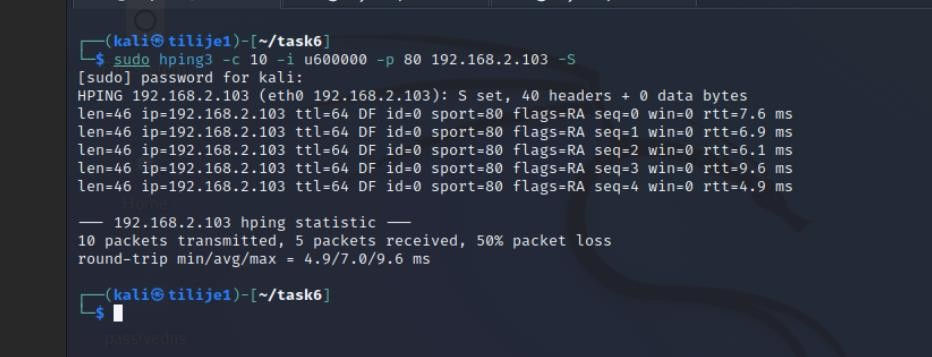 ┌──(kali㉿tilije1)-[~/task6]
└─$ sudo hping3 -c 10 -i u600000 -p 80 192.168.2.103 -S
[sudo] password for kali:
HPING 192.168.2.103 (eth0 192.168.2.103): S set, 40 headers + 0 data bytes
len=46 ip=192.168.2.103 ttl=64 DF id=0 sport=80 flags=RA seq=0 win=0 rtt=7.6 ms
len=46 ip=192.168.2.103 ttl=64 DF id=0 sport=80 flags=RA seq=1 win=0 rtt=6.9 ms
len=46 ip=192.168.2.103 ttl=64 DF id=0 sport=80 flags=RA seq=2 win=0 rtt=6.1 ms
len=46 ip=192.168.2.103 ttl=64 DF id=0 sport=80 flags=RA seq=3 win=0 rtt=9.6 ms
len=46 ip=192.168.2.103 ttl=64 DF id=0 sport=80 flags=RA seq=4 win=0 rtt=4.9 ms
Home
--- 192.168.2.103 hping statistic ---
10 packets transmitted, 5 packets received, 50% packet loss
round-trip min/avg/max = 4.9/7.0/9.6 ms
┌──(kali㉿tilije1)-[~/task6]
└─$
passivedns